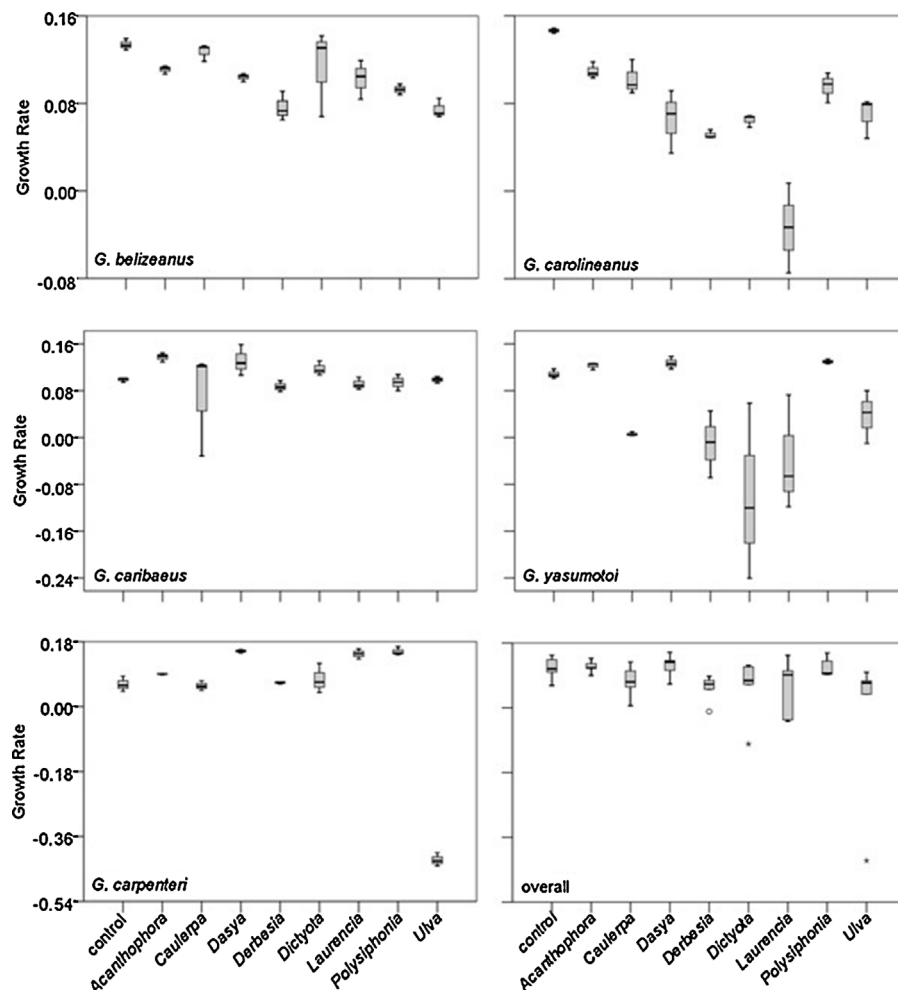 0.16
0.08
0.00
-0.08
Growth Rate
G. belizeanus
G. carolineanus
0.16
0.08
0.00
-0.08
-0.16
-0.24
Growth Rate
G. caribaeus
G. yasumotoi
0.18
0.00
-0.18
-0.36
-0.54
Growth Rate
G. carpenteri
overall
control
Acanthophora
Caulerpa
Dasya
Derbesia
Dictyota
Laurencia
Polysiphonia
Ulva
control
Acanthophora
Caulerpa
Dasya
Derbesia
Dictyota
Laurencia
Polysiphonia
Ulva